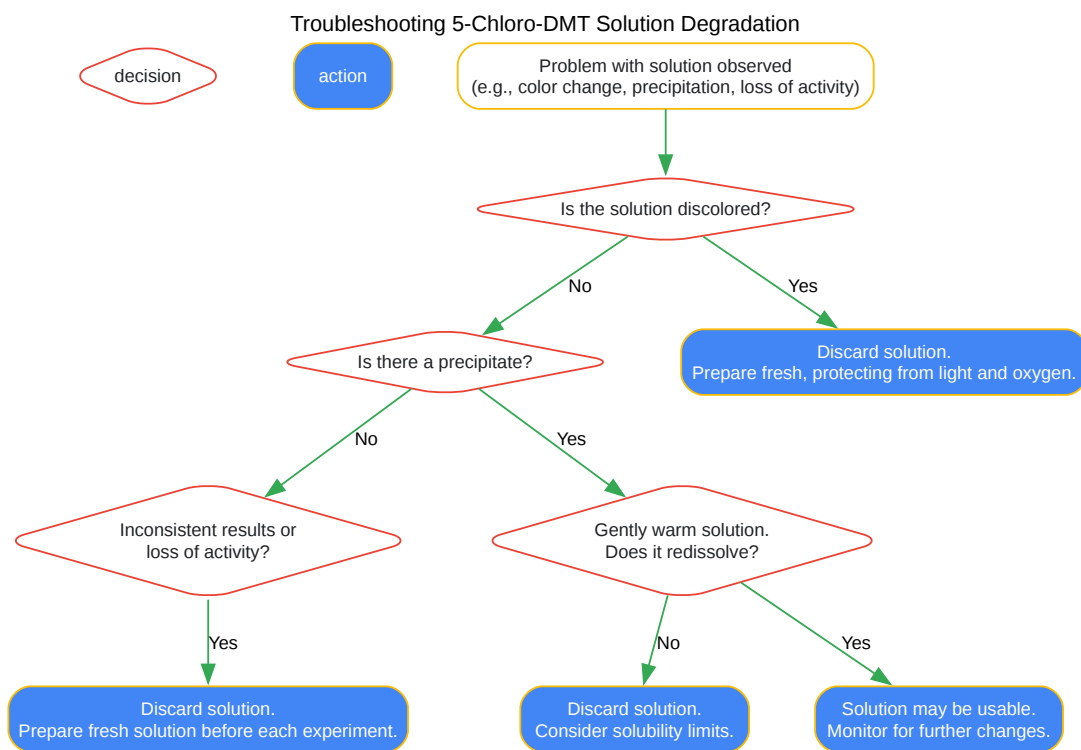 Troubleshooting 5-Chloro-DMT Solution Degradation
decision
action
Problem with solution observed
(e.g., color change, precipitation, loss of activity)
Is the solution discolored?
No
Yes
Is there a precipitate?
Discard solution.
Prepare fresh, protecting from light and oxygen.
No
Yes
Inconsistent results or
loss of activity?
Gently warm solution.
Does it redissolve?
Yes
No
Yes
Discard solution.
Prepare fresh solution before each experiment.
Discard solution.
Consider solubility limits.
Solution may be usable.
Monitor for further changes.